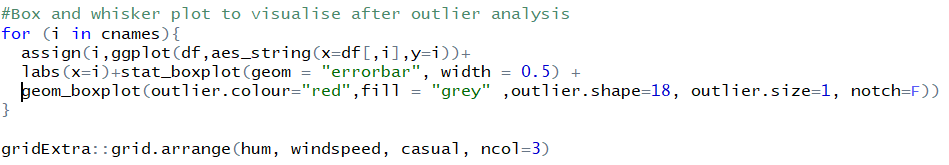 #Box and whisker plot to visualise after outlier analysis
for (i in cnames){
  assign(i,ggplot(df,aes_string(x=df[,i],y=i))+
  labs(x=i)+stat_boxplot(geom = "errorbar", width = 0.5) +
  geom_boxplot(outlier.colour="red",fill = "grey" ,outlier.shape=18, outlier.size=1, notch=F))
}
gridExtra::grid.arrange(hum, windspeed, casual, ncol=3)